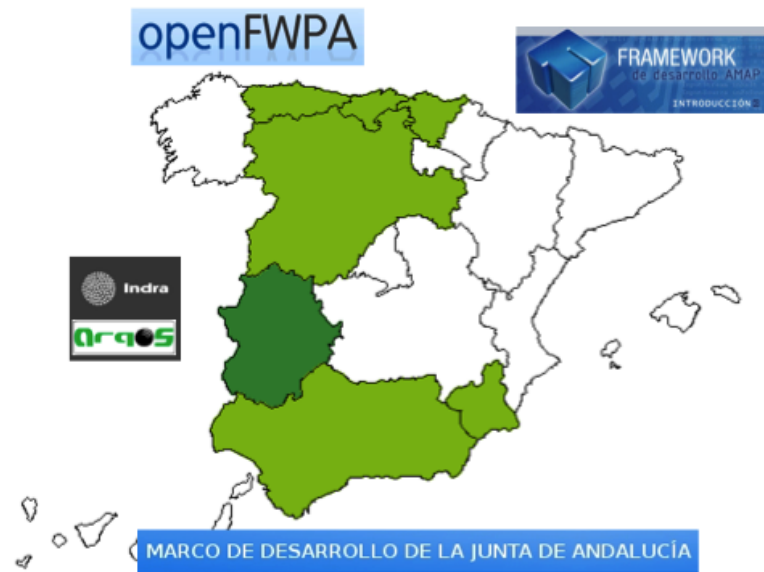 openFWPA
FRAMEWORK
de desarrollo AMAP
INTRODUCCIÓN
Indra
arqOS
MARCO DE DESARROLLO DE LA JUNTA DE ANDALUCÍA